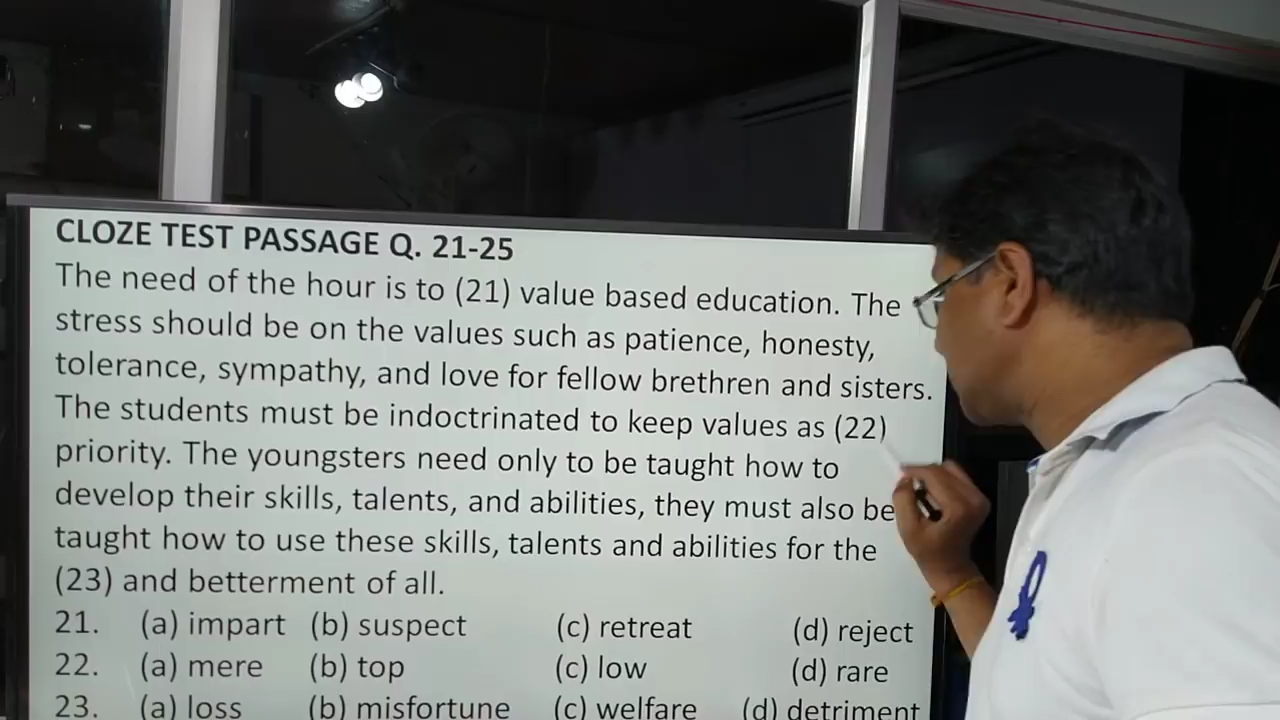 CLOZE TEST PASSAGE Q. 21-25
The need of the hour is to (21) value based education. The
stress should be on the values such as patience, honesty,
tolerance, sympathy, and love for fellow brethren and sisters.
The students must be indoctrinated to keep values as (22)
priority. The youngsters need only to be taught how to
develop their skills, talents, and abilities, they must also be
taught how to use these skills, talents and abilities for the
(23) and betterment of all.
21. (a) impart (b) suspect (c) retreat (d) reject
22. (a) mere (b) top (c) low (d) rare
23. (a) loss (b) misfortune (c) welfare (d) detriment